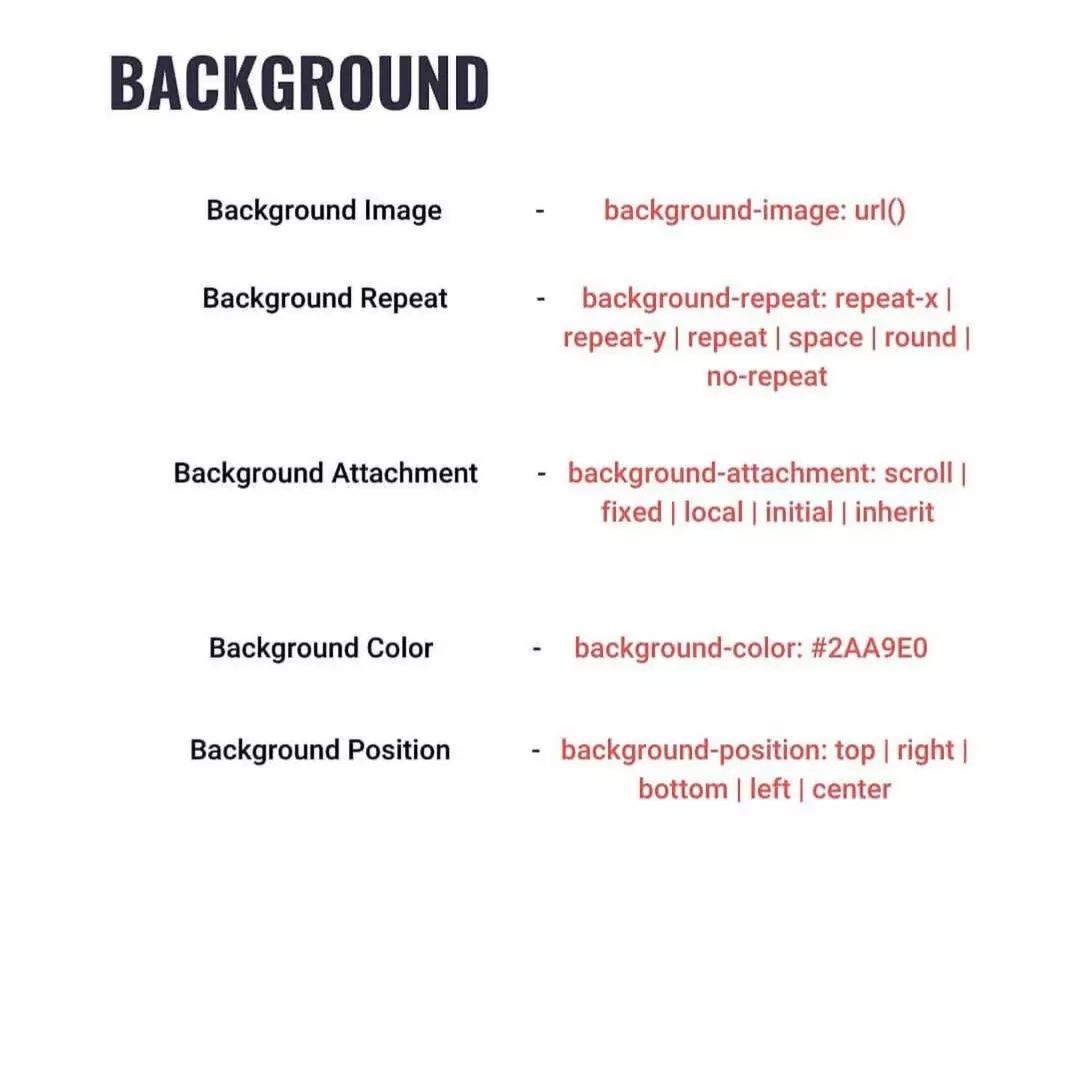 BACKGROUND
Background Image - background-image: url()
Background Repeat - background-repeat: repeat-x |
repeat-y | repeat | space | round |
no-repeat
Background Attachment - background-attachment: scroll |
fixed | local | initial | inherit
Background Color - background-color: #2AA9E0
Background Position - background-position: top | right |
bottom | left | center